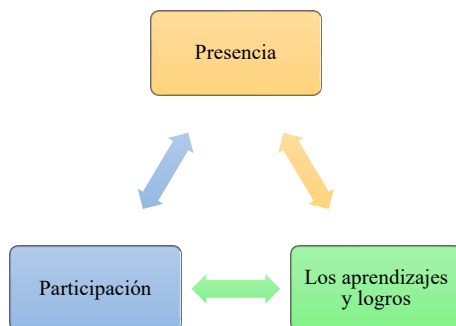 Presencia
Participación
Los aprendizajes
y logros